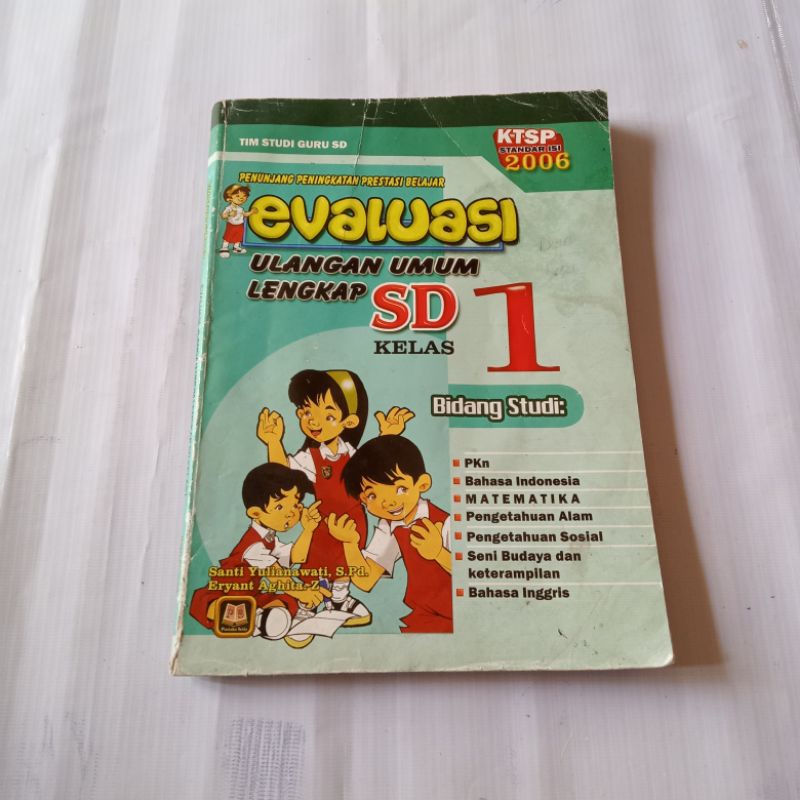 TIM STUDI GURU SD
KTSP
STANDAR ISI
2006
PENUNJANG PENINGKATAN PRESTASI BELAJAR
evaluasi
ULANGAN UMUM
LENGKAP SD
KELAS 1
Bidang Studi:
PKn
Bahasa Indonesia
MATEMATIKA
Pengetahuan Alam
Pengetahuan Sosial
Seni Budaya dan
keterampilan
Bahasa Inggris
Santi Yulianawati, S.Pd.
Eryant Aghita. Z